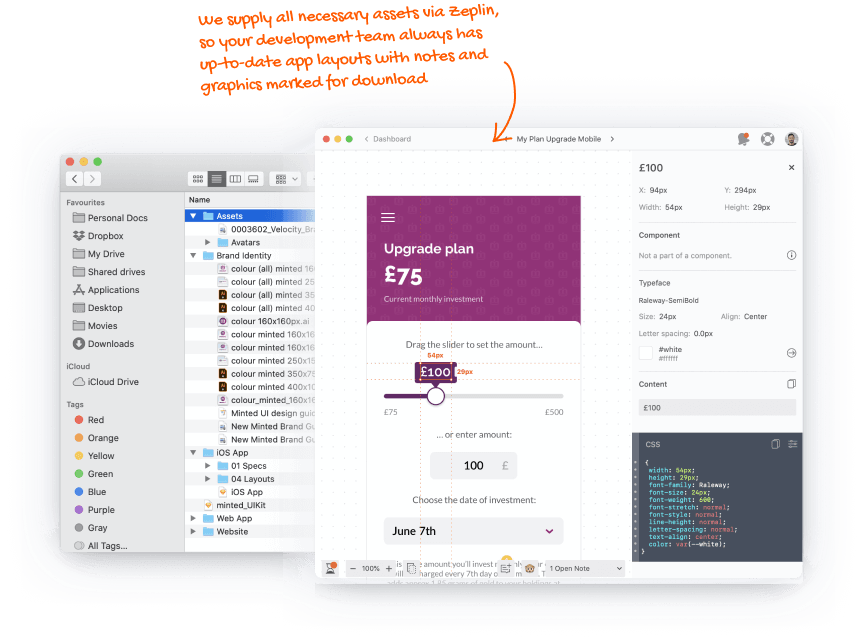 We supply all necessary assets via Zeplin,
so your development team always has
up-to-date app layouts with notes and
graphics marked for download
Favourites
Personal Docs
Dropbox
My Drive
Shared drives
Applications
Desktop
Movies
Downloads
iCloud
iCloud Drive
Tags
Red
Orange
Yellow
Green
Blue
Purple
Gray
All Tags...
Name
Assets
0003602_Velocity_Br
Avatars
Brand Identity
colour (all) minted 16
colour (all) minted 25
colour (all) minted 35
colour (all) minted 40
colour 160x160px.ai
colour minted 160x16
colour minted 160x16
colour minted 250x15
colour minted 350x75
colour minted 400x10
colour_minted_160x16
Minted UI design guid
New Minted Brand Gu
New Minted Brand Gu
iOS App
01 Specs
04 Layouts
iOS App
minted_UIKit
Web App
Website
Dashboard
My Plan Upgrade Mobile
Upgrade plan
£75
Current monthly investment
Drag the slider to set the amount...
54px
£100
29px
£75
£500
... or enter amount:
100 £
Choose the date of investment:
June 7th
100%
1 Open Note
£100
X: 94px
Y: 294px
Width: 54px
Height: 29px
Component
Not a part of a component.
Typeface
Raleway-SemiBold
Size: 24px
Align: Center
Letter spacing: 0.0px
#white
#ffffff
Content
£100
CSS
{
width: 54px;
height: 29px;
font-family: Raleway;
font-size: 24px;
font-weight: 600;
font-stretch: normal;
font-style: normal;
line-height: normal;
letter-spacing: normal;
text-align: center;
color: var(--white);
}